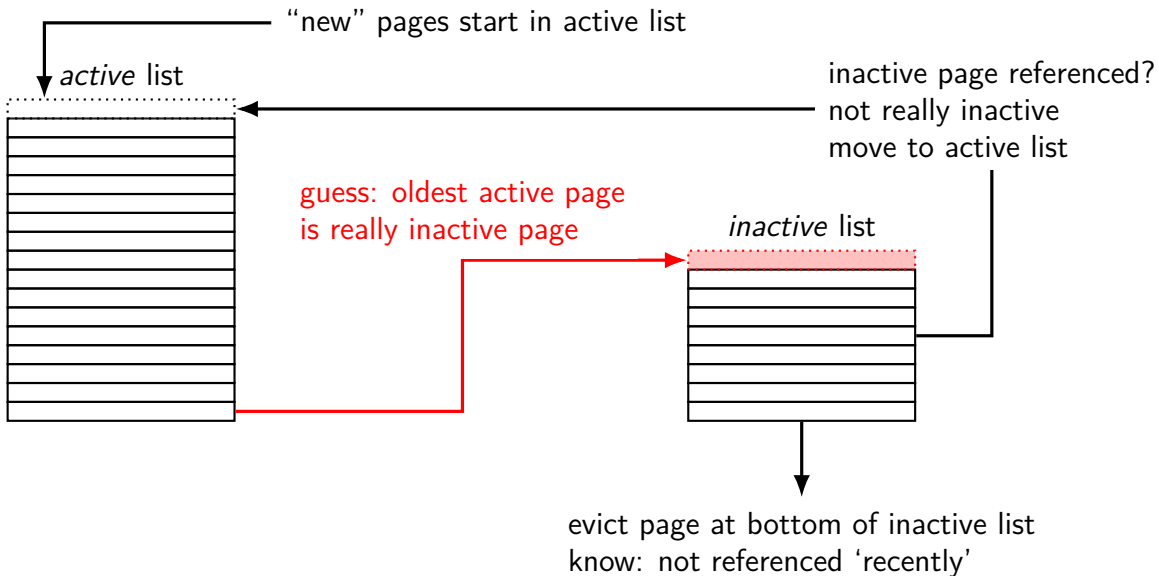 “new” pages start in active list
active list
inactive page referenced?
not really inactive
move to active list
guess: oldest active page
is really inactive page
inactive list
evict page at bottom of inactive list
know: not referenced ‘recently’